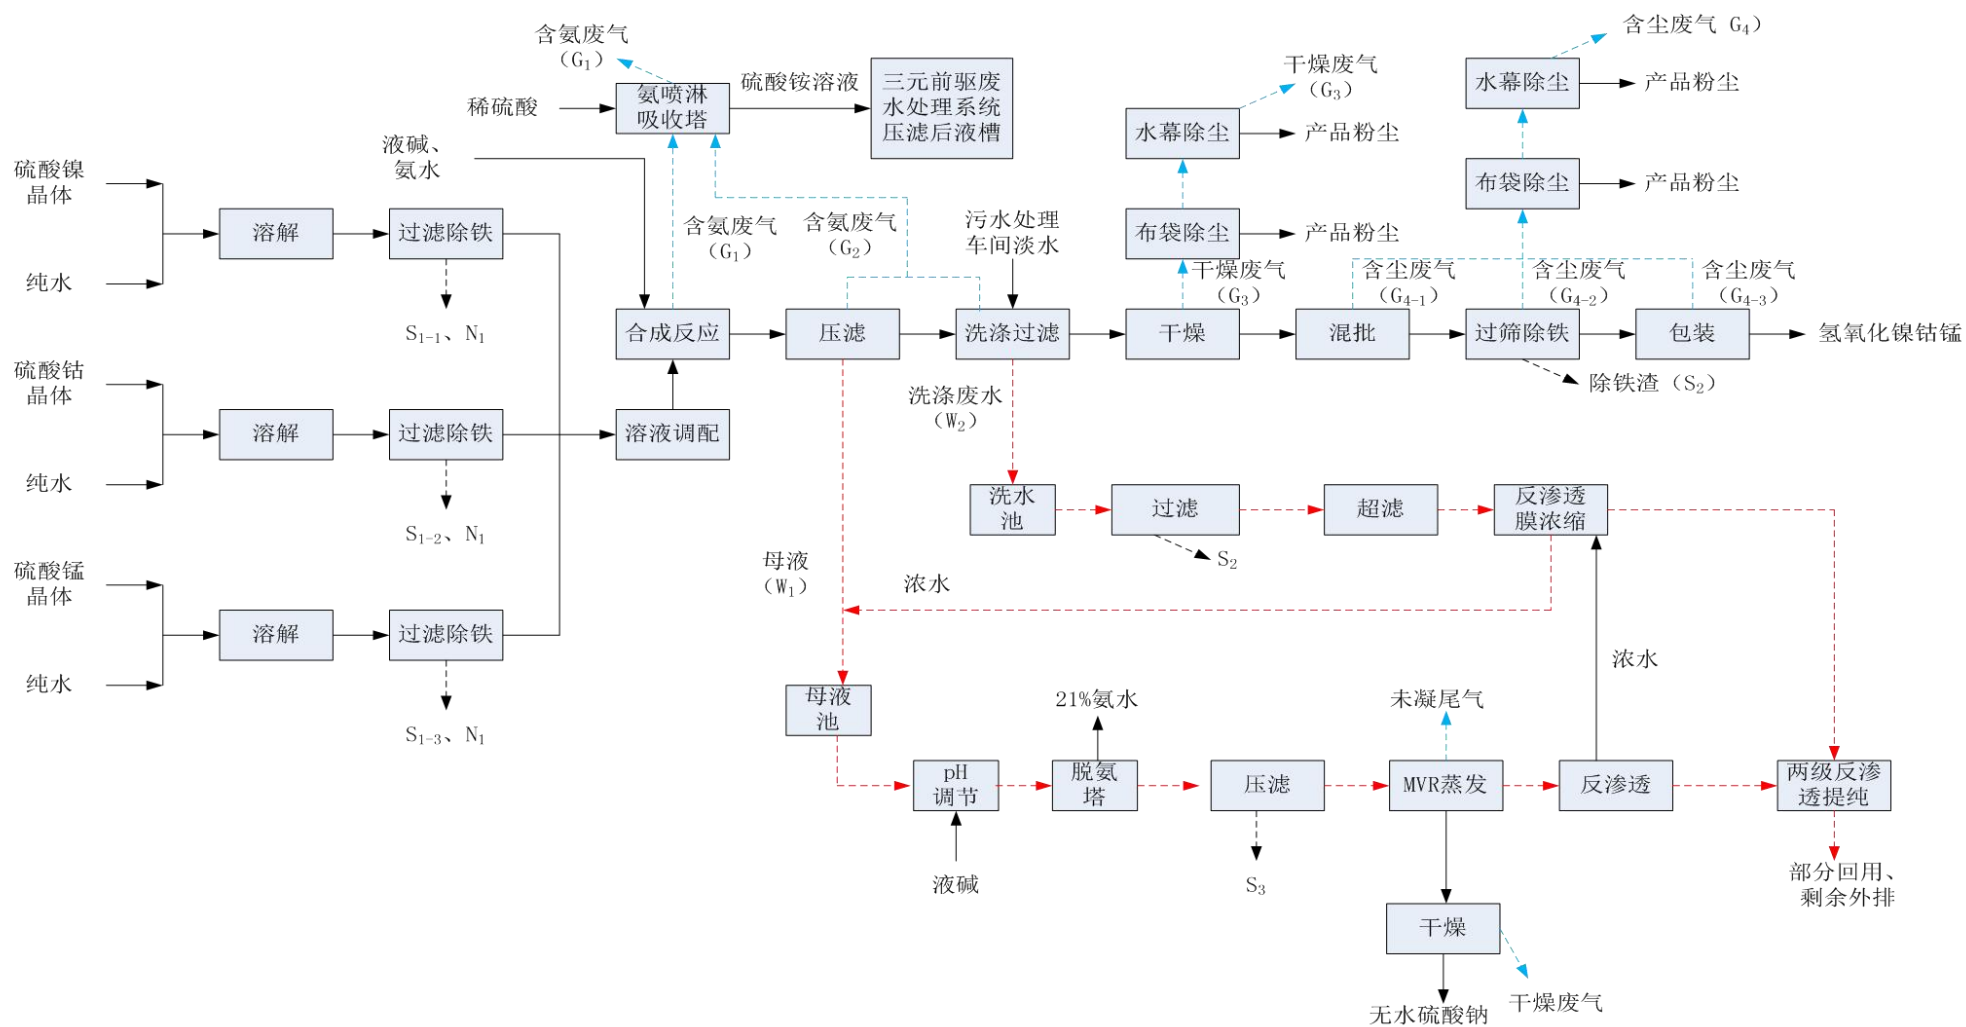 含氨废气
（G₁）
稀硫酸
氨喷淋
吸收塔
硫酸铵溶液
三元前驱废
水处理系统
压滤后液槽
干燥废气
（G₃）
水幕除尘
产品粉尘
含尘废气 G₄）
水幕除尘
产品粉尘
布袋除尘
产品粉尘
布袋除尘
产品粉尘
液碱、
氨水
硫酸镍
晶体
纯水
溶解
过滤除铁
S₁₋₁、N₁
含氨废气
（G₁）
含氨废气
（G₂）
污水处理
车间淡水
干燥废气
（G₃）
含尘废气
（G₄₋₁）
含尘废气
（G₄₋₂）
含尘废气
（G₄₋₃）
合成反应
压滤
洗涤过滤
干燥
混批
过筛除铁
包装
氢氧化镍钴锰
除铁渣（S₂）
硫酸钴
晶体
纯水
溶解
过滤除铁
S₁₋₂、N₁
溶液调配
洗涤废水
（W₂）
洗水
池
过滤
S₂
超滤
反渗透
膜浓缩
母液
（W₁）
浓水
浓水
硫酸锰
晶体
纯水
溶解
过滤除铁
S₁₋₃、N₁
母液
池
pH
调节
液碱
21%氨水
脱氨
塔
压滤
S₃
未凝尾气
MVR蒸发
反渗透
两级反渗
透提纯
部分回用、
剩余外排
干燥
干燥废气
无水硫酸钠